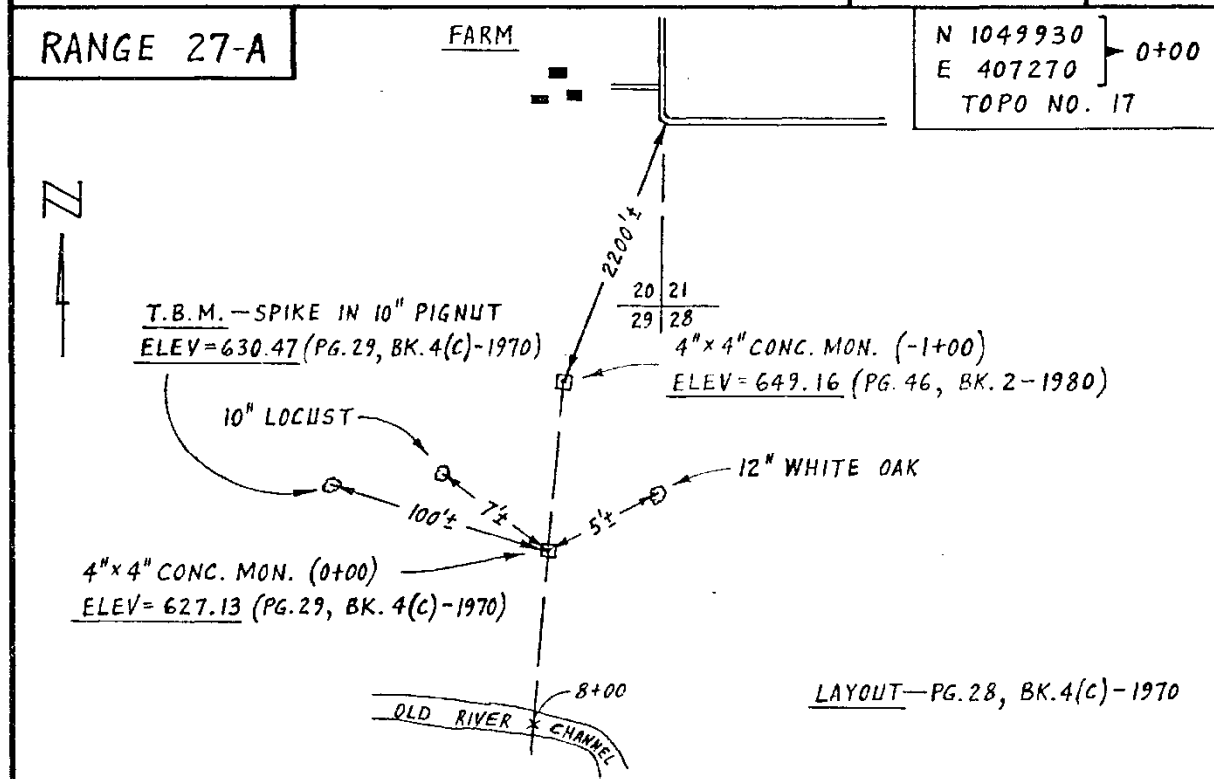 RANGE 27-A
FARM
N 1049930
E 407270
0+00
TOPO NO. 17
N
2200'±
20 21
29 28
T.B.M.—SPIKE IN 10" PIGNUT
ELEV=630.47 (PG.29, BK.4(C)-1970)
4"x4" CONC. MON. (-1+00)
ELEV=649.16 (PG.46, BK.2-1980)
10" LOCUST
12" WHITE OAK
100'±
7'±
5'±
4"x4" CONC. MON. (0+00)
ELEV=627.13 (PG.29, BK.4(C)-1970)
8+00
OLD RIVER CHANNEL
LAYOUT—PG.28, BK.4(C)-1970